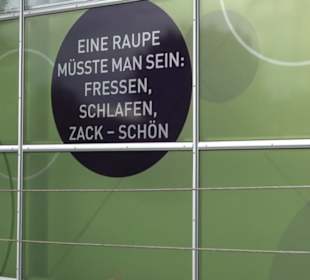 EINE RAUPE
MÜSSTE MAN SEIN:
FRESSEN,
SCHLAFEN,
ZACK – SCHÖN